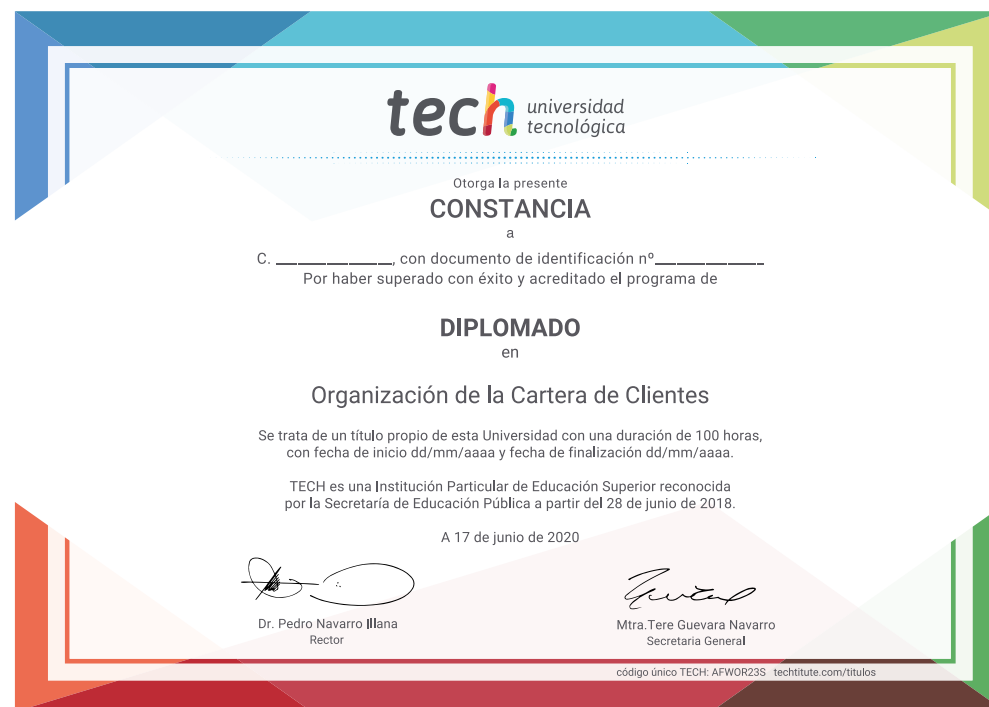 tech universidad
tecnológica
Otorga la presente
CONSTANCIA
a
C. ______________, con documento de identificación nº_____________
Por haber superado con éxito y acreditado el programa de
DIPLOMADO
en
Organización de la Cartera de Clientes
Se trata de un título propio de esta Universidad con una duración de 100 horas,
con fecha de inicio dd/mm/aaaa y fecha de finalización dd/mm/aaaa.
TECH es una Institución Particular de Educación Superior reconocida
por la Secretaría de Educación Pública a partir del 28 de junio de 2018.
A 17 de junio de 2020
Dr. Pedro Navarro Illana
Rector
Mtra.Tere Guevara Navarro
Secretaria General
código único TECH: AFWOR23S techtitute.com/titulos